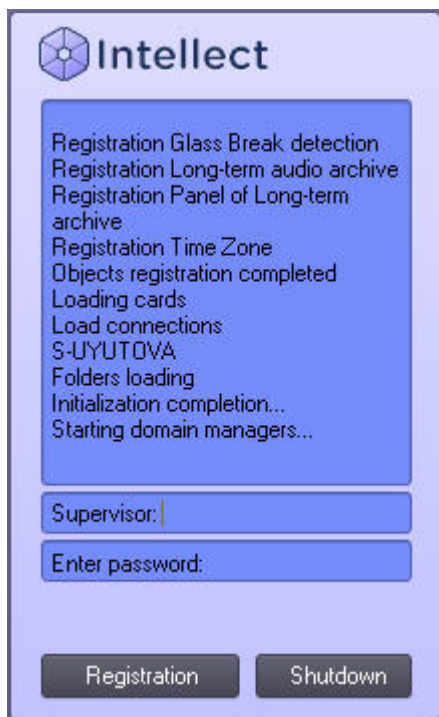 Intellect
Registration Glass Break detection
Registration Long-term audio archive
Registration Panel of Long-term
archive
Registration Time Zone
Objects registration completed
Loading cards
Load connections
S-UYUTOVA
Folders loading
Initialization completion...
Starting domain managers...
Supervisor:
Enter password:
Registration
Shutdown